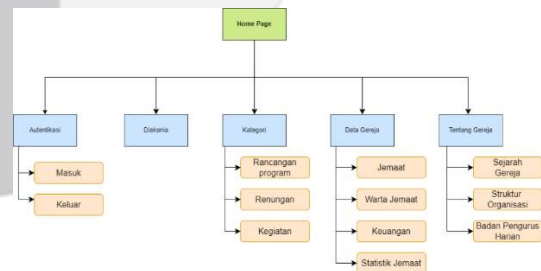 Home Page
Autentikasi
Diakonia
Kategori
Data Gereja
Tentang Gereja
Masuk
Keluar
Rancangan
program
Renungan
Kegiatan
Jemaat
Warta Jemaat
Keuangan
Statistik Jemaat
Sejarah
Gereja
Struktur
Organisasi
Badan Pengurus
Harian